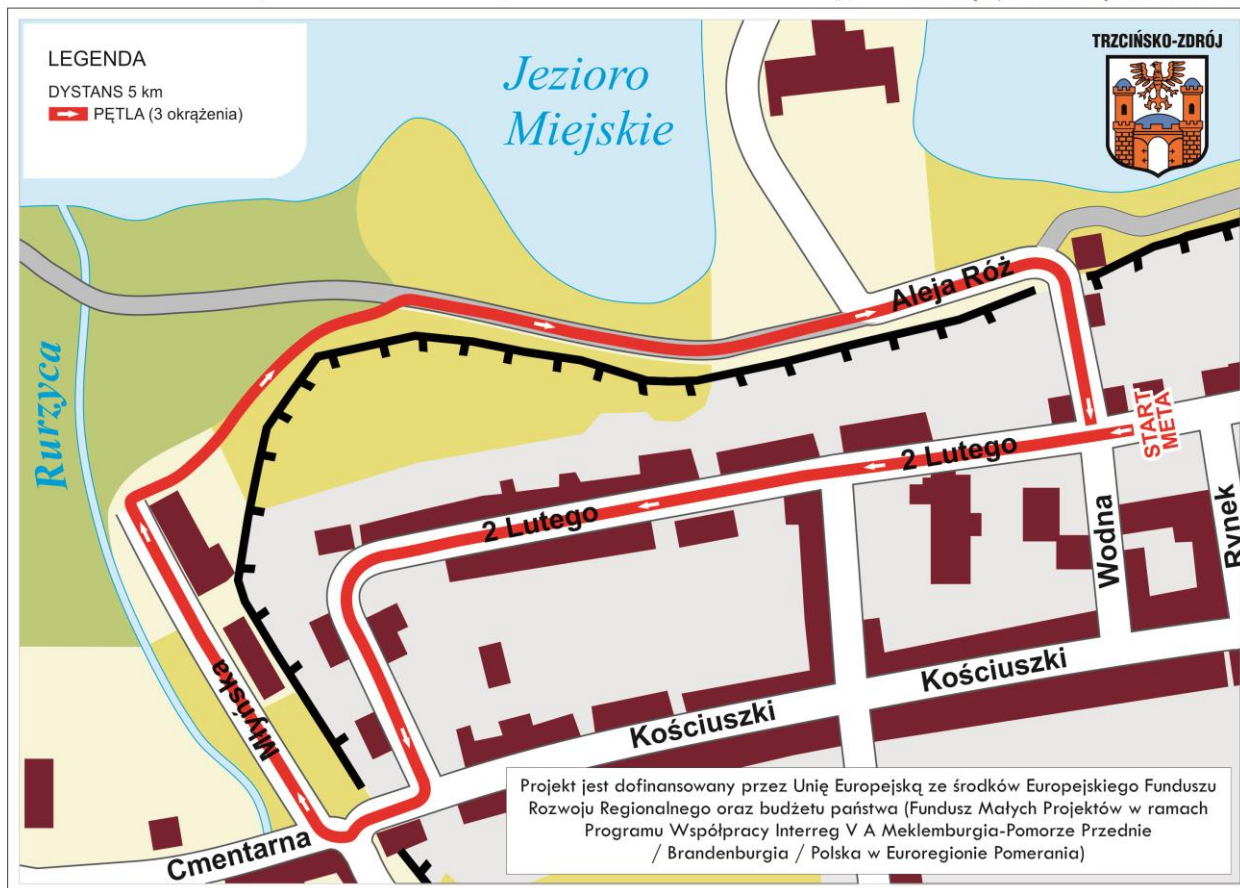 LEGENDA
DYSTANS 5 km
PĘTLA (3 okrążenia)
Jezioro
Miejskie
TRZCIŃSKO-ZDRÓJ
Aleja Róż
Rurzyca
START
META
2 Lutego
2 Lutego
Wodna
Rynek
Kościuszki
Kościuszki
Młyńska
Cmentarna
Projekt jest dofinansowany przez Unię Europejską ze środków Europejskiego Funduszu
Rozwoju Regionalnego oraz budżetu państwa (Fundusz Małych Projektów w ramach
Programu Współpracy Interreg V A Meklemburgia-Pomorze Przednie
/ Brandenburgia / Polska w Euroregionie Pomerania)